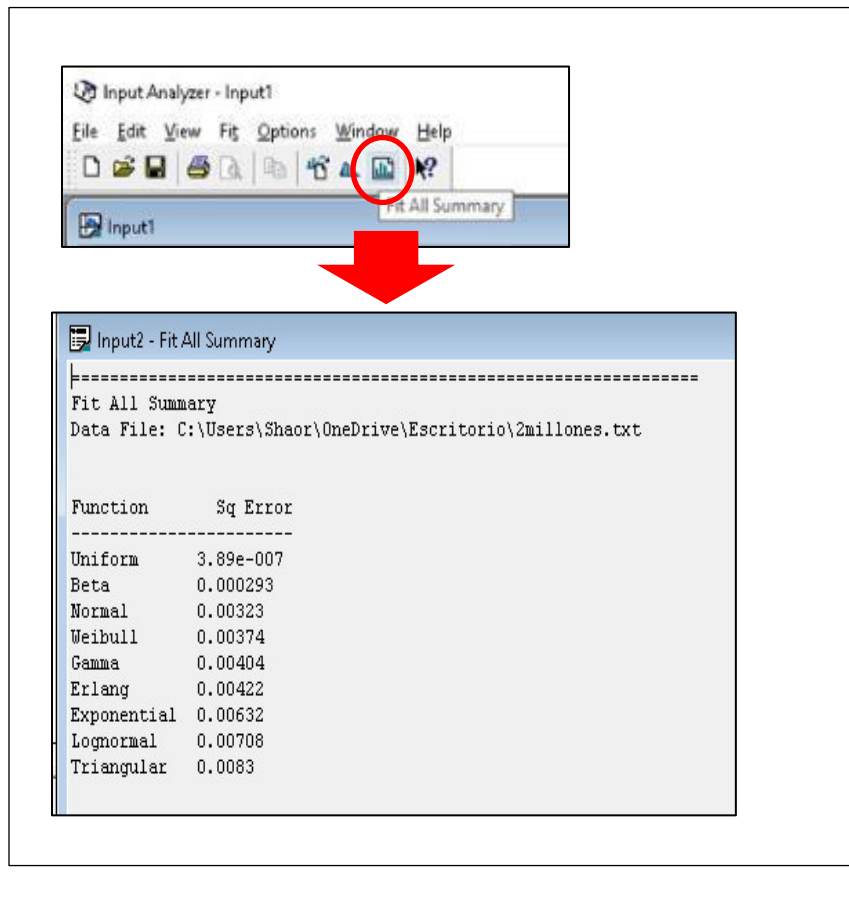 Input Analyzer - Input1
File Edit View Fit Options Window Help
Fit All Summary
Input1
Input2 - Fit All Summary
=================================================================
Fit All Summary
Data File: C:\Users\Shaor\OneDrive\Escritorio\2millones.txt
Function Sq Error
-----------------------
Uniform 3.89e-007
Beta 0.000293
Normal 0.00323
Weibull 0.00374
Gamma 0.00404
Erlang 0.00422
Exponential 0.00632
Lognormal 0.00708
Triangular 0.0083